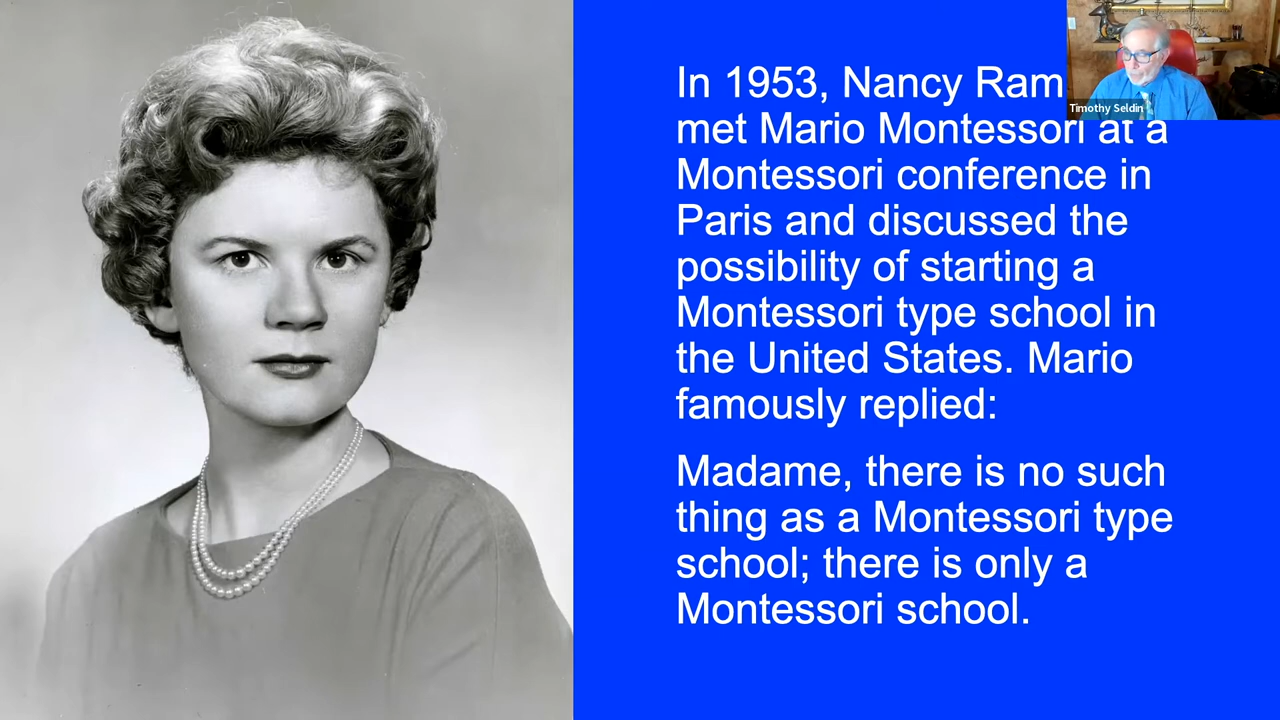 In 1953, Nancy Ram
met Mario Montessori at a
Montessori conference in
Paris and discussed the
possibility of starting a
Montessori type school in
the United States. Mario
famously replied:
Madame, there is no such
thing as a Montessori type
school; there is only a
Montessori school.
Timothy Seldin